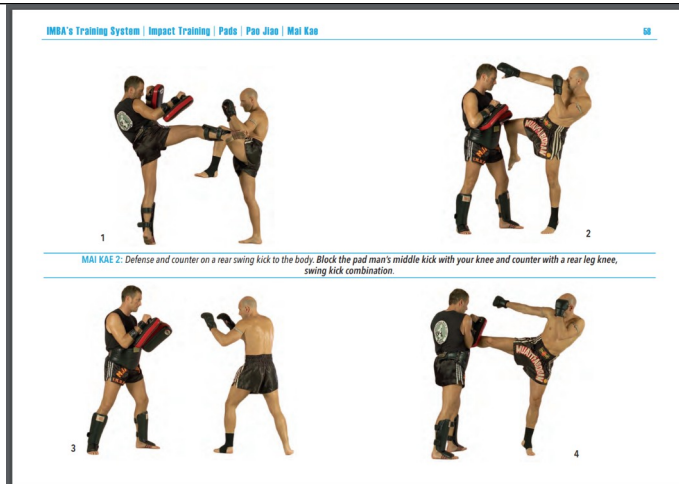 IMBA's Training System | Impact Training | Pads | Pao Jiao | Mai Kae 58
1
2
MAI KAE 2: Defense and counter on a rear swing kick to the body. Block the pad man's middle kick with your knee and counter with a rear leg knee,
swing kick combination.
3
4